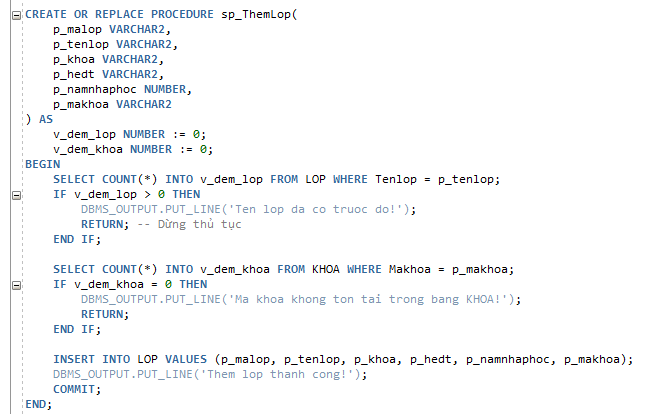 CREATE OR REPLACE PROCEDURE sp_ThemLop(
    p_malop VARCHAR2,
    p_tenlop VARCHAR2,
    p_khoa VARCHAR2,
    p_hedt VARCHAR2,
    p_namnhaphoc NUMBER,
    p_makhoa VARCHAR2
) AS
    v_dem_lop NUMBER := 0;
    v_dem_khoa NUMBER := 0;
BEGIN
    SELECT COUNT(*) INTO v_dem_lop FROM LOP WHERE Tenlop = p_tenlop;
    IF v_dem_lop > 0 THEN
        DBMS_OUTPUT.PUT_LINE('Ten lop da co truoc do!');
        RETURN; -- Dừng thủ tục
    END IF;

    SELECT COUNT(*) INTO v_dem_khoa FROM KHOA WHERE Makhoa = p_makhoa;
    IF v_dem_khoa = 0 THEN
        DBMS_OUTPUT.PUT_LINE('Ma khoa khong ton tai trong bang KHOA!');
        RETURN;
    END IF;

    INSERT INTO LOP VALUES (p_malop, p_tenlop, p_khoa, p_hedt, p_namnhaphoc, p_makhoa);
    DBMS_OUTPUT.PUT_LINE('Them lop thanh cong!');
    COMMIT;
END;